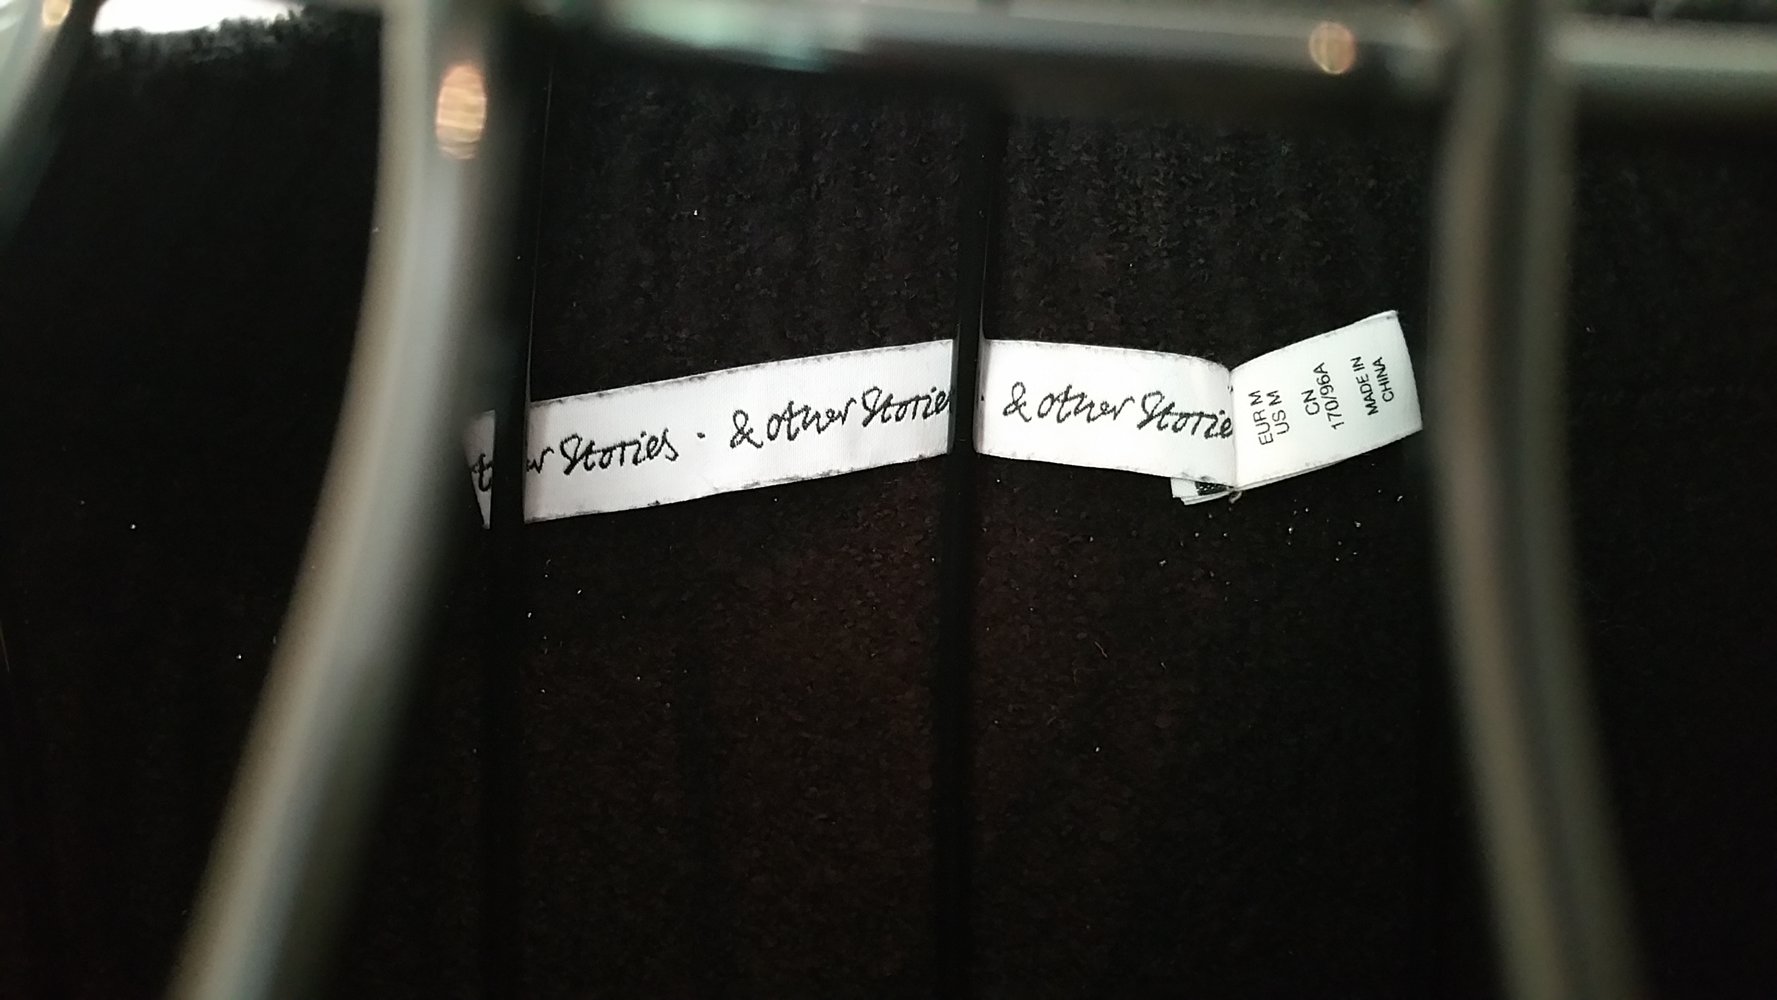 ther Stories · & other Stories & other Stories
EUR M
US M
CN
170/96A
MADE IN
CHINA